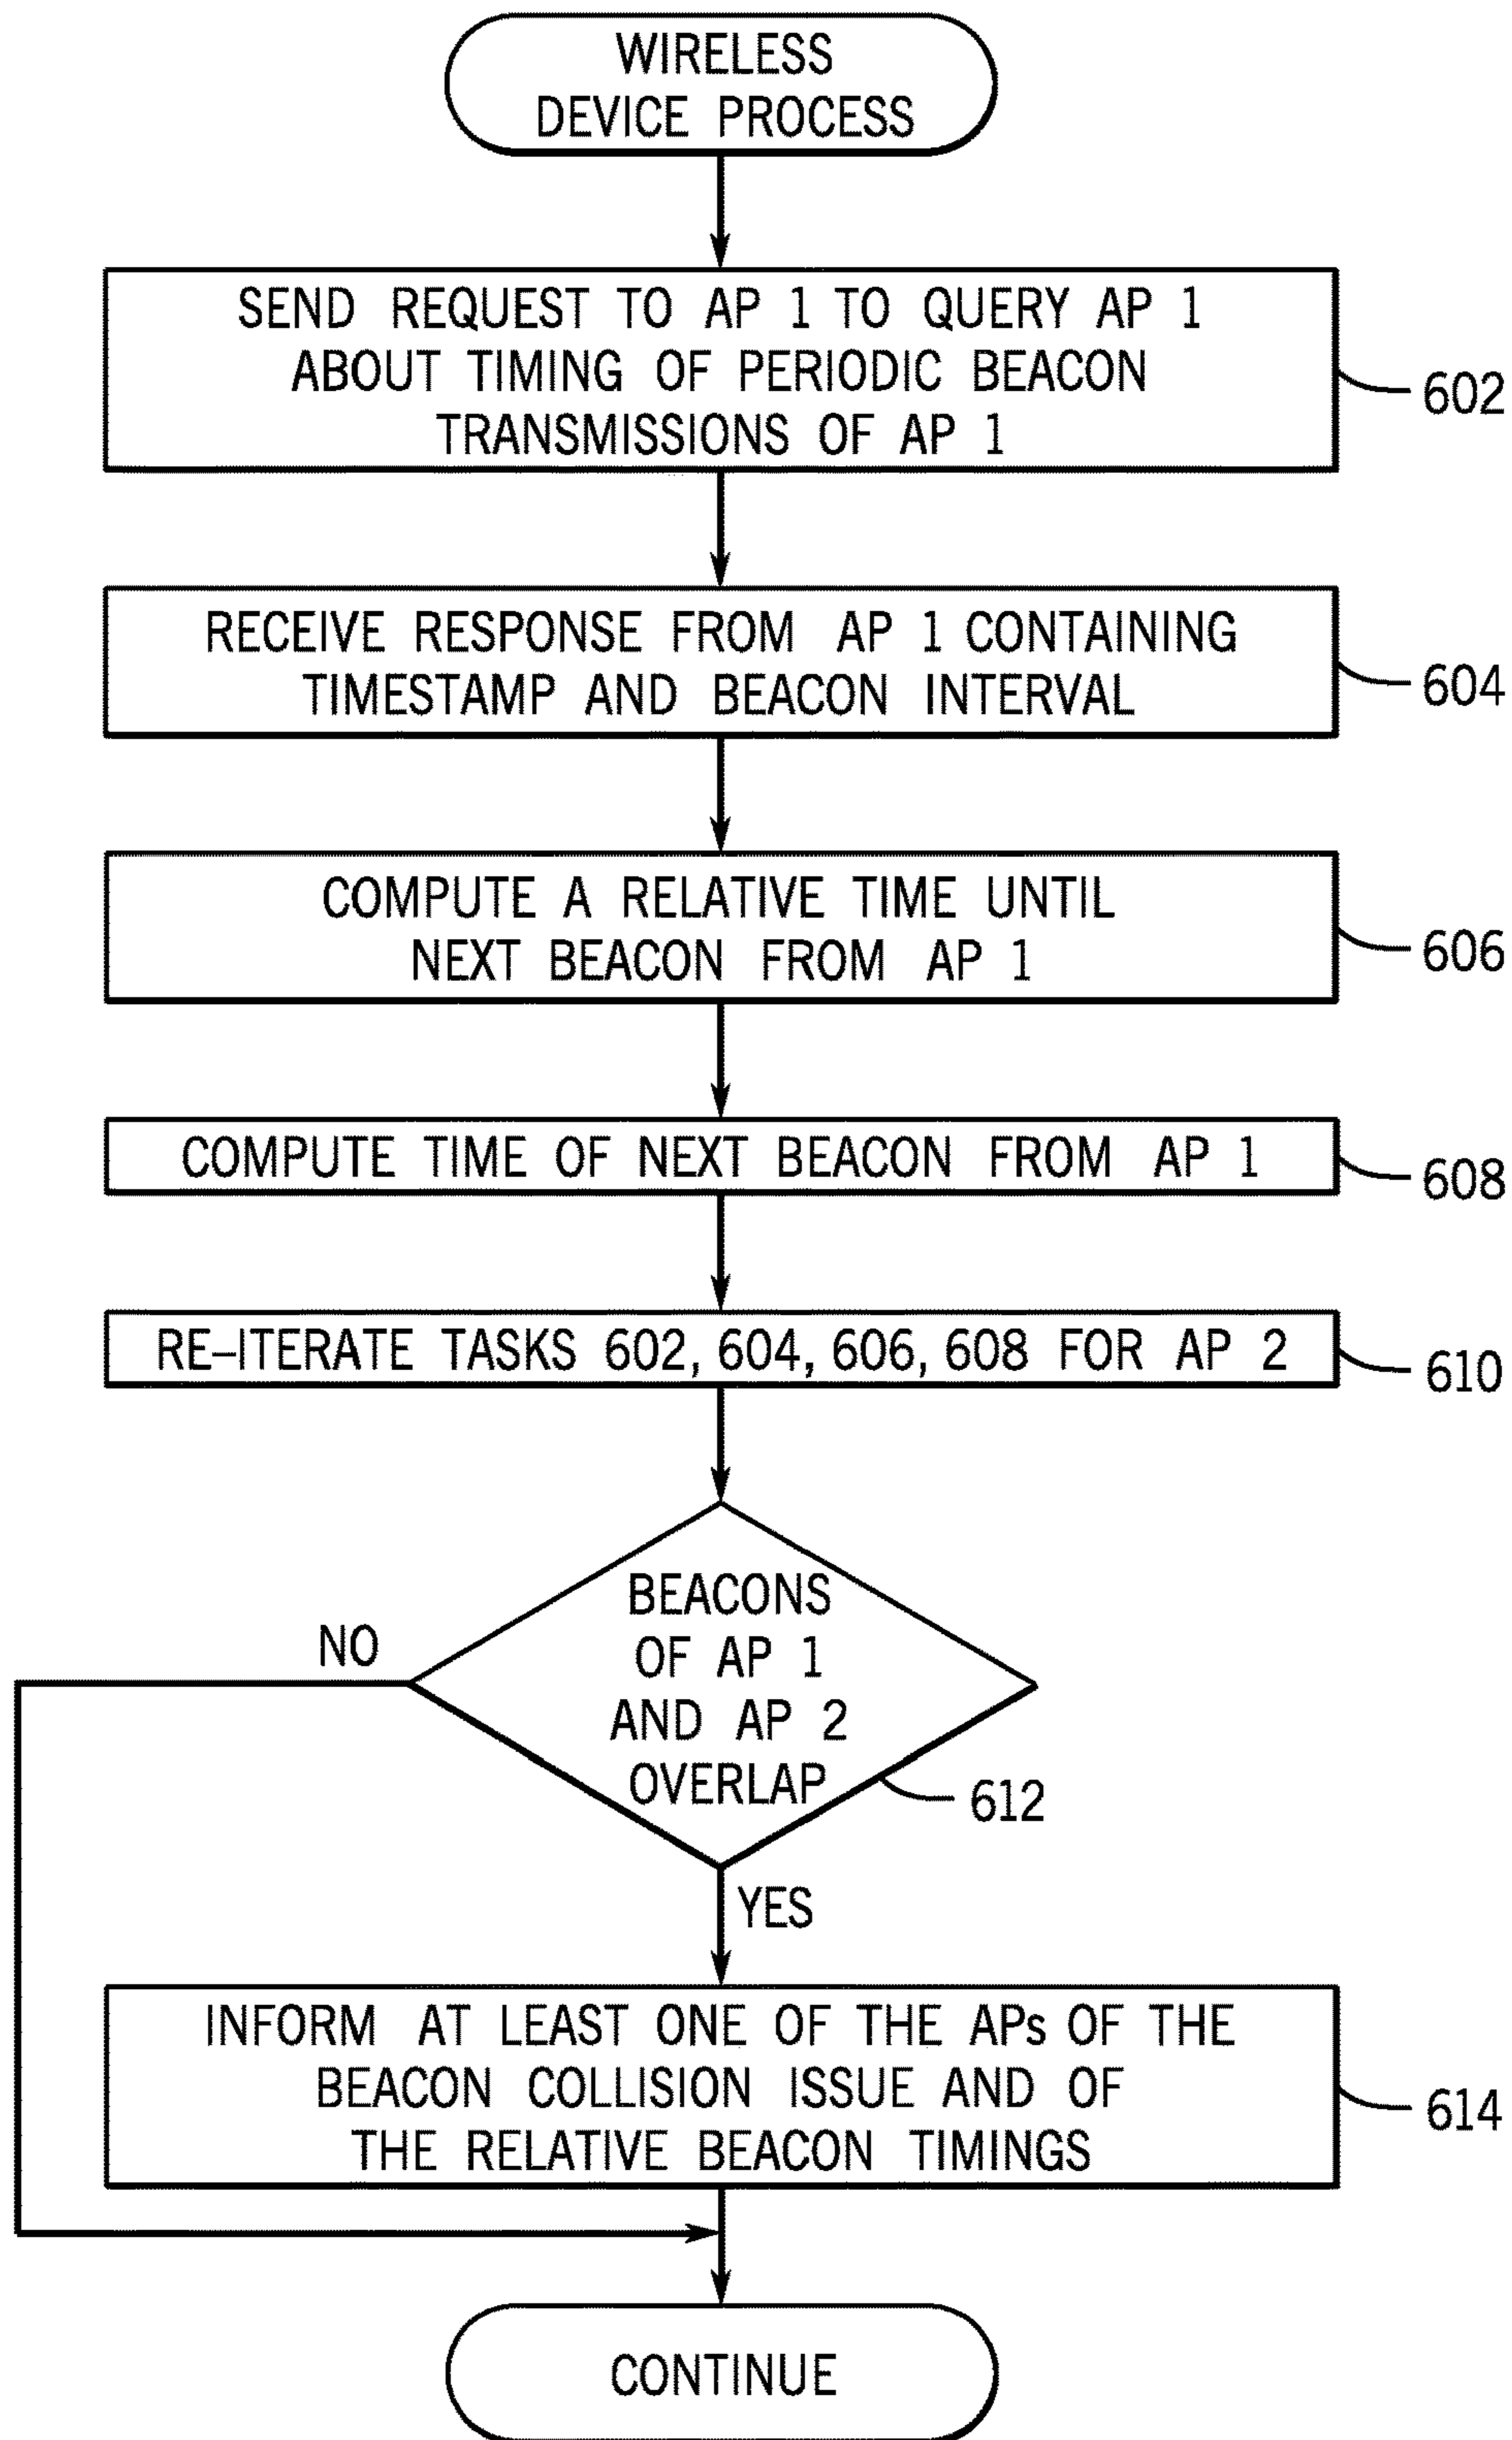 WIRELESS
DEVICE PROCESS
SEND REQUEST TO AP 1 TO QUERY AP 1
ABOUT TIMING OF PERIODIC BEACON
TRANSMISSIONS OF AP 1
602
RECEIVE RESPONSE FROM AP 1 CONTAINING
TIMESTAMP AND BEACON INTERVAL
604
COMPUTE A RELATIVE TIME UNTIL
NEXT BEACON FROM AP 1
606
COMPUTE TIME OF NEXT BEACON FROM AP 1
608
RE–ITERATE TASKS 602, 604, 606, 608 FOR AP 2
610
BEACONS
OF AP 1
AND AP 2
OVERLAP
NO
612
YES
INFORM AT LEAST ONE OF THE APs OF THE
BEACON COLLISION ISSUE AND OF
THE RELATIVE BEACON TIMINGS
614
CONTINUE